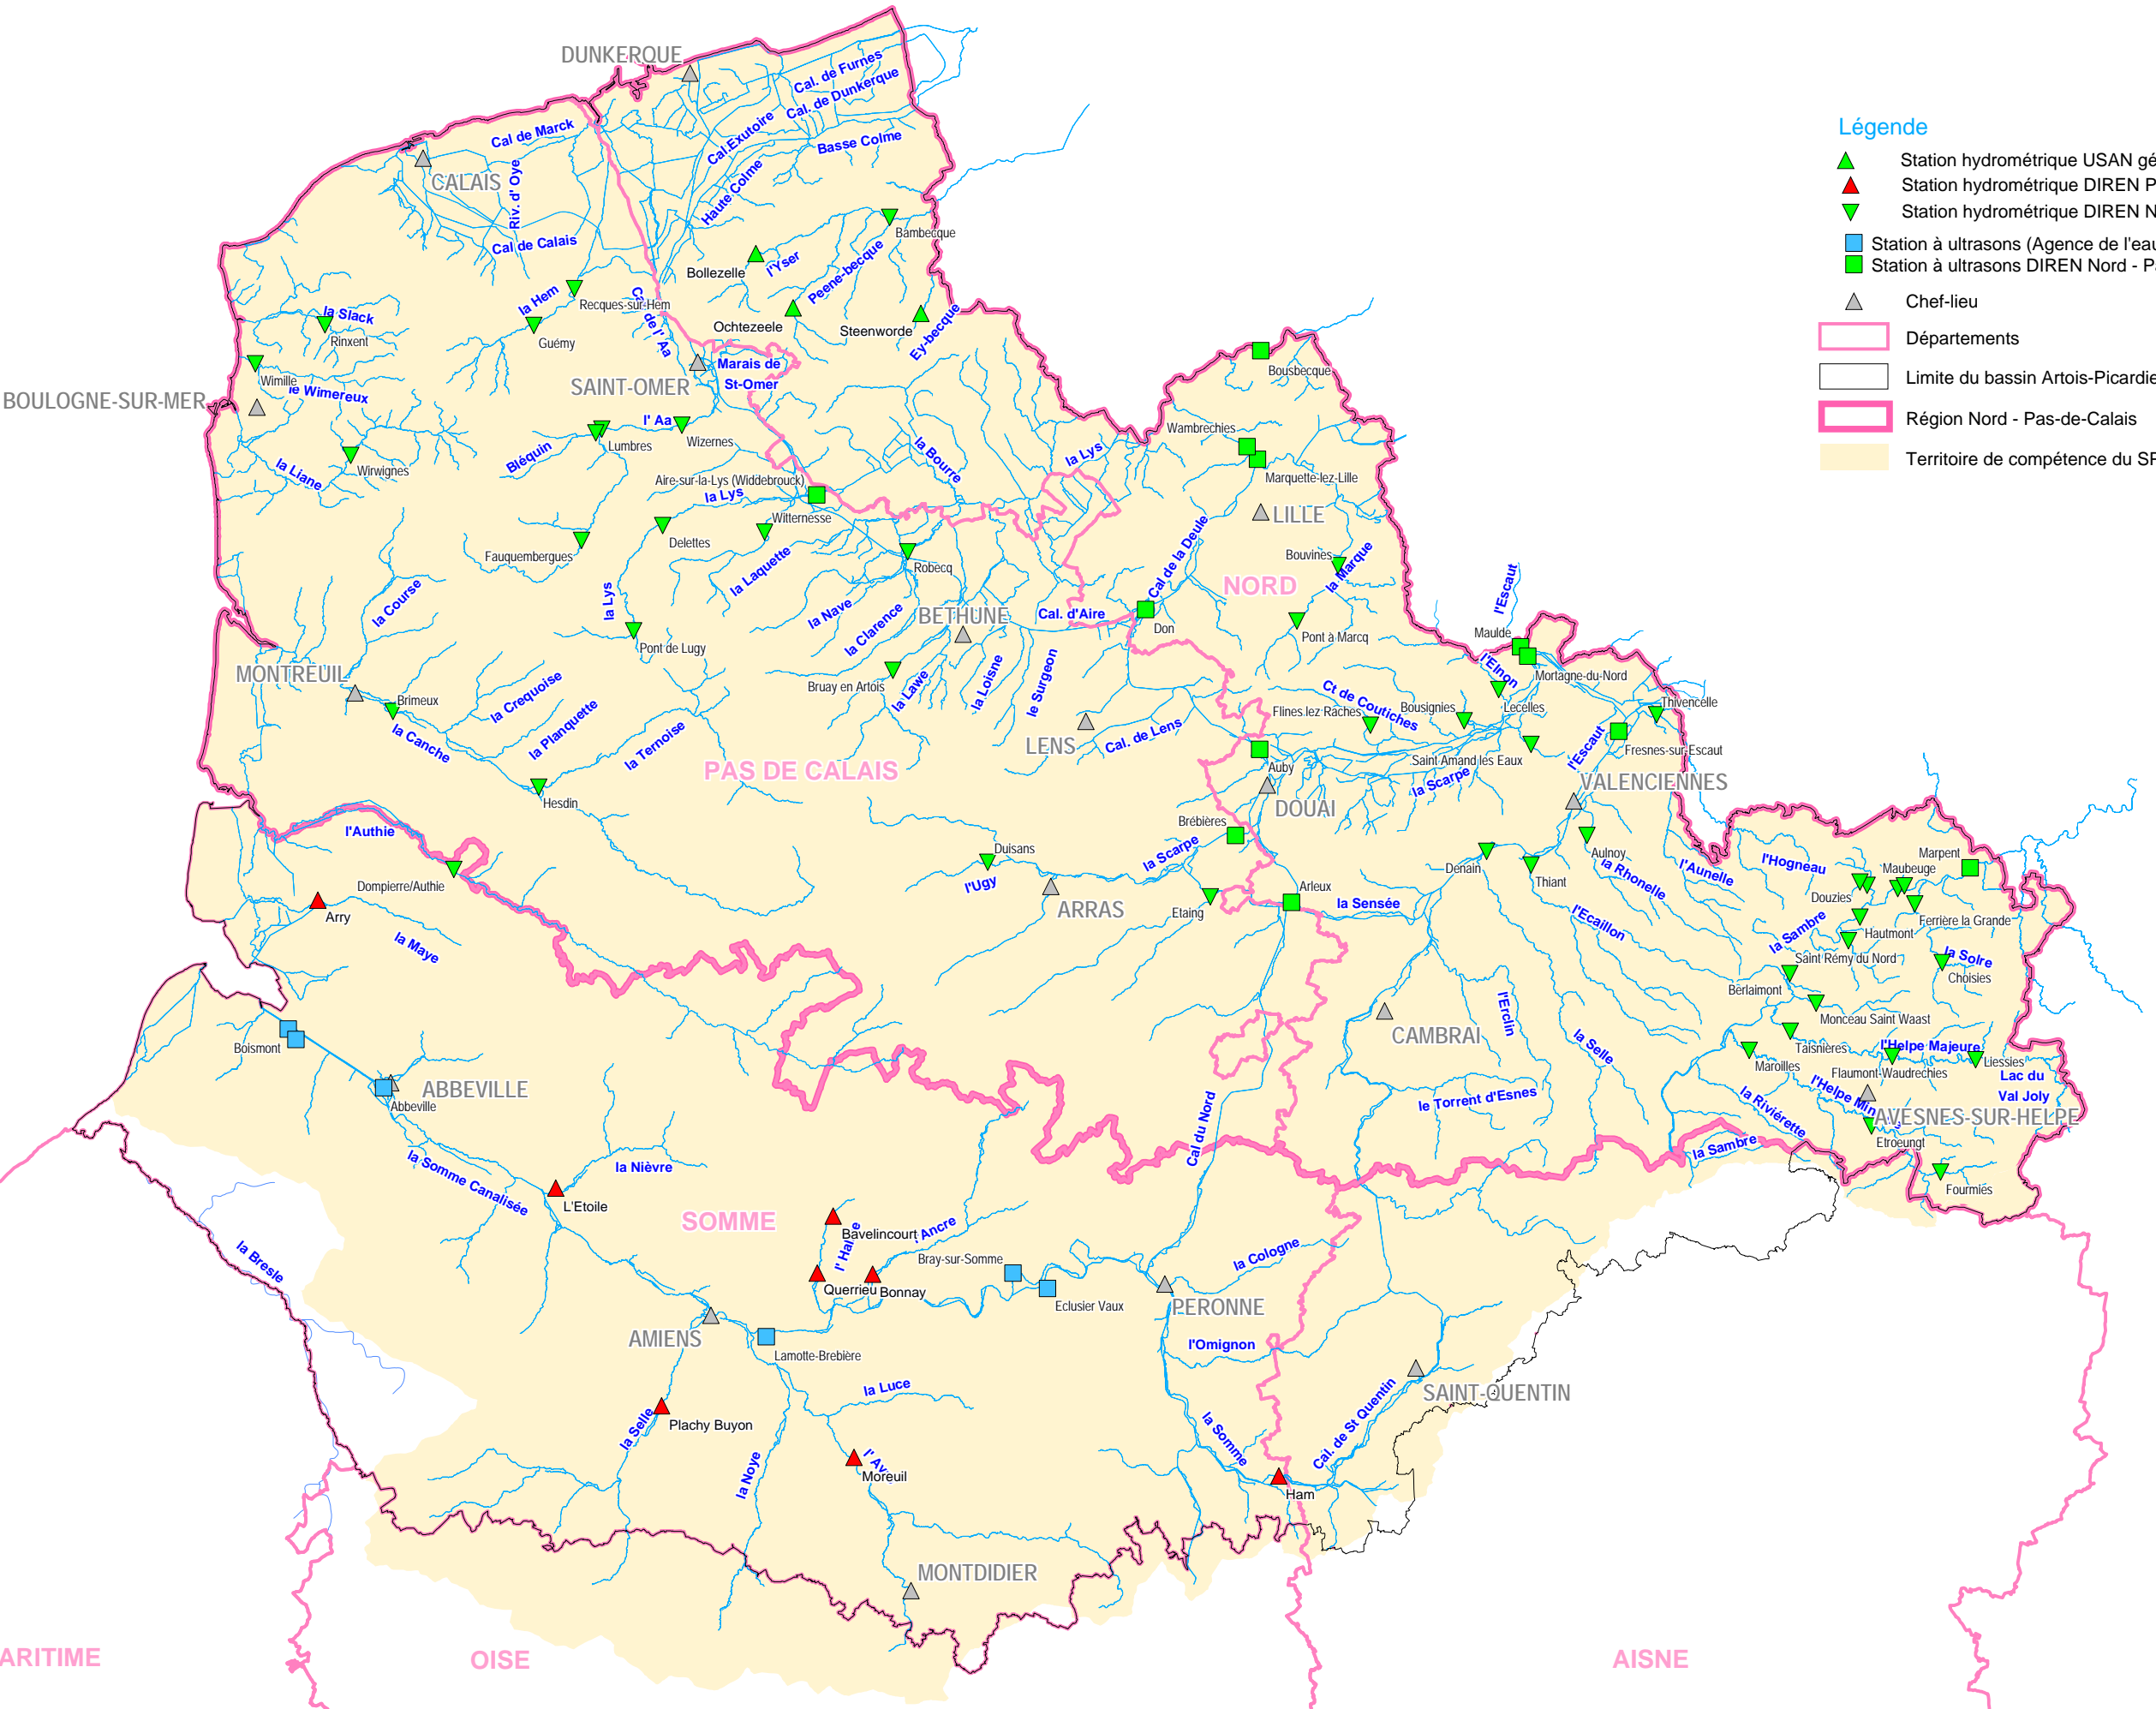 DUNKERQUE
Cal. de Furnes
Cal. de Dunkerque
Cal.Exutoire
Basse Colme
Haute Colme
Cal de Marck
CALAIS
Riv. d' Oye
Cal de Calais
Bambecque
Bollezelle
l'Yser
Peene-becque
Ochtezeele
Steenworde
Ey-becque
la Hem
Recques-sur-Hem
Guémy
la Slack
Rinxent
Wimille
le Wimereux
BOULOGNE-SUR-MER
SAINT-OMER
Marais de
St-Omer
l' Aa
Wizernes
Lumbres
Bléquin
Wirwignes
la Liane
Aire-sur-la-Lys (Widdebrouck)
la Lys
Witternesse
Delettes
Fauquembergues
la Laquette
la Bourre
la Lys
Robecq
la Nave
la Clarence
BETHUNE
Cal. d'Aire
Bousbecque
Wambrechies
Marquette-lez-Lille
LILLE
Cal de la Deule
Bouvines
la Marque
NORD
Don
Pont à Marcq
l'Escaut
Maulde
l'Elnon
Mortagne-du-Nord
la Course
la Lys
Pont de Lugy
MONTREUIL
Brimeux
la Canche
la Crequoise
la Planquette
la Ternoise
Hesdin
Bruay en Artois
la Lawe
la Loisne
le Surgeon
LENS
Cal. de Lens
PAS DE CALAIS
Ct de Coutiches
Flines lez Raches
Bousignies
Lecelles
Thivencelle
Fresnes-sur-Escaut
l'Escaut
Saint Amand les Eaux
la Scarpe
VALENCIENNES
Auby
DOUAI
Brébières
la Scarpe
Duisans
l'Ugy
ARRAS
Etaing
Arleux
la Sensée
Denain
Thiant
Aulnoy
la Rhonelle
l'Aunelle
l'Ecaillon
l'Hogneau
Maubeuge
Marpent
Douzies
Ferrière la Grande
Hautmont
la Sambre
Saint Rémy du Nord
la Solre
Choisies
Berlaimont
Monceau Saint Waast
Taisnières
l'Helpe Majeure
Liessies
Maroilles
Flaumont-Waudrechies
Lac du
Val Joly
AVESNES-SUR-HELPE
la Riviérette
Etroeungt
la Sambre
Fourmies
CAMBRAI
l'Erclin
la Selle
le Torrent d'Esnes
Cal du Nord
l'Authie
Dompierre/Authie
Arry
la Maye
Boismont
ABBEVILLE
Abbeville
la Somme Canalisée
la Nièvre
L'Etoile
SOMME
Bavelincourt
Querrieu
Bonnay
Bray-sur-Somme
Eclusier Vaux
la Cologne
PERONNE
l'Omignon
AMIENS
Lamotte-Brebière
la Luce
Plachy Buyon
la Selle
la Noye
Moreuil
la Somme
Ham
Cal. de St Quentin
SAINT-QUENTIN
MONTDIDIER
la Bresle
ARITIME
OISE
AISNE
Légende
Station hydrométrique USAN gé
Station hydrométrique DIREN P
Station hydrométrique DIREN N
Station à ultrasons (Agence de l'eau
Station à ultrasons DIREN Nord - P
Chef-lieu
Départements
Limite du bassin Artois-Picardie
Région Nord - Pas-de-Calais
Territoire de compétence du SP